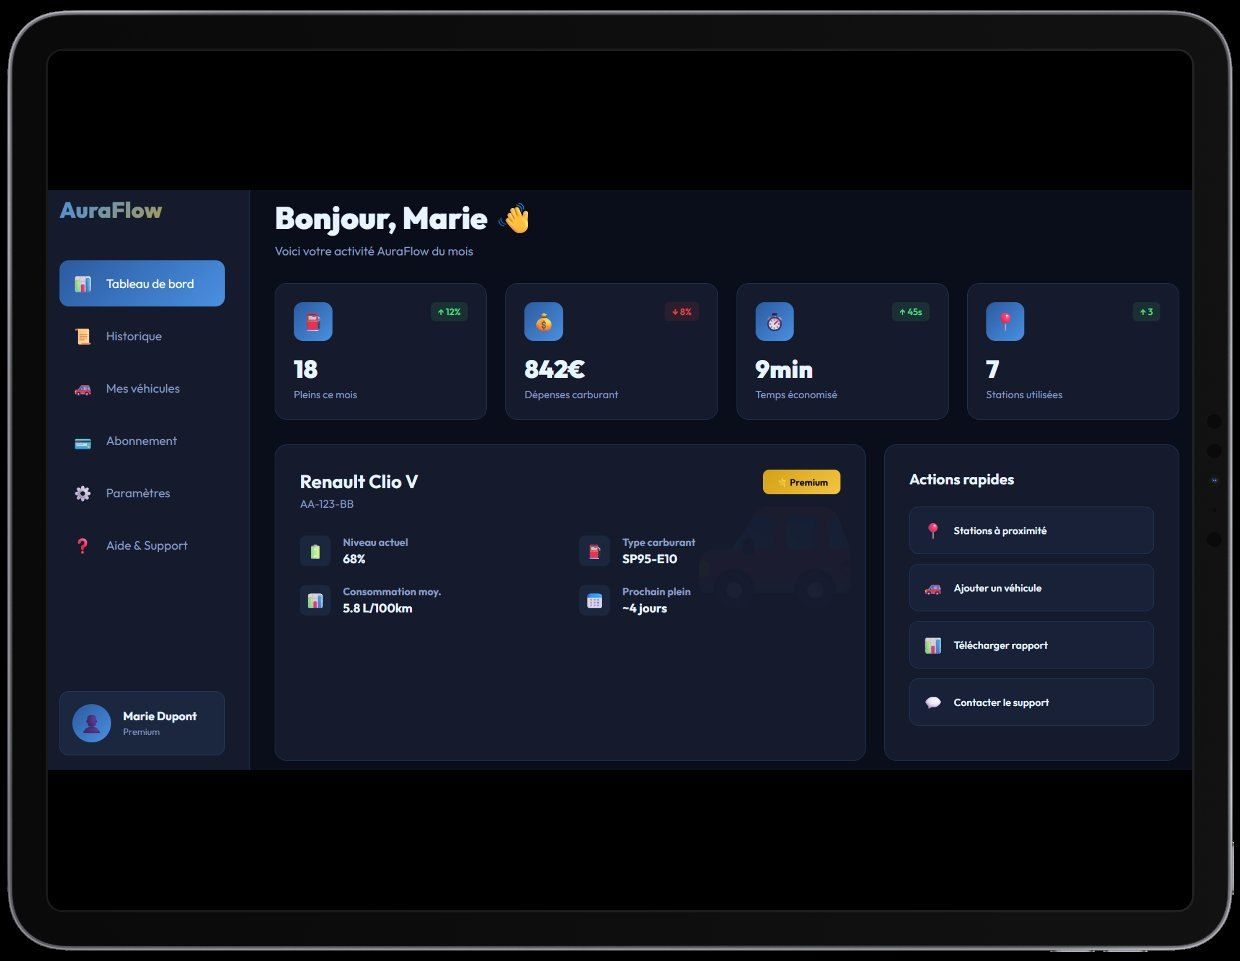 AuraFlow
Tableau de bord
Historique
Mes véhicules
Abonnement
Paramètres
Aide & Support
Marie Dupont
Premium
Bonjour, Marie 👋
Voici votre activité AuraFlow du mois
↑ 12%
18
Pleins ce mois
↓ 8%
842€
Dépenses carburant
↑ 45s
9min
Temps économisé
↑ 3
7
Stations utilisées
Renault Clio V
AA-123-BB
⭐ Premium
Niveau actuel
68%
Type carburant
SP95-E10
Consommation moy.
5.8 L/100km
Prochain plein
~4 jours
Actions rapides
Stations à proximité
Ajouter un véhicule
Télécharger rapport
Contacter le support